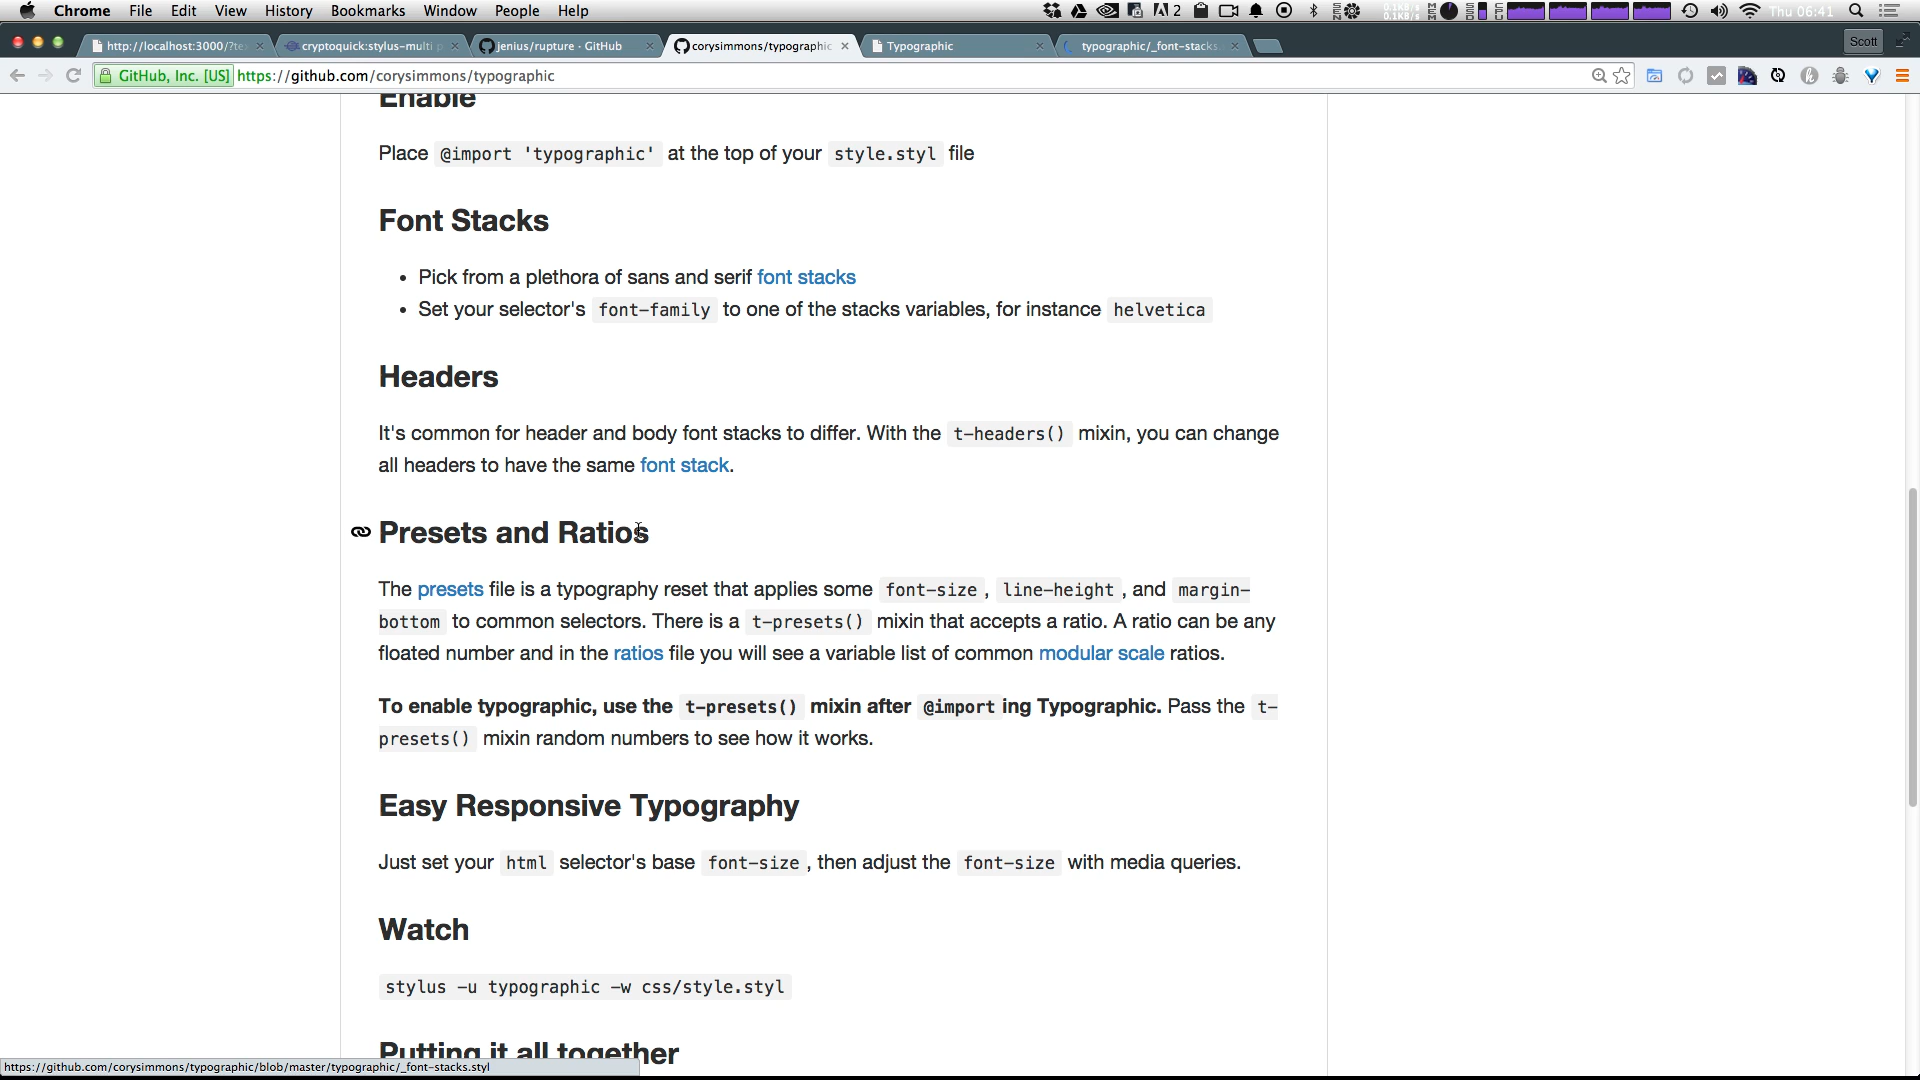 Chrome File Edit View History Bookmarks Window People Help 2 Thu 06:41
http://localhost:3000/?te cryptoquick:stylus-multi p jenius/rupture - GitHub corysimmons/typographic Typographic typographic/_font-stacks. Scott
GitHub, Inc. [US] https://github.com/corysimmons/typographic
Enable
Place @import 'typographic' at the top of your style.styl file
Font Stacks
• Pick from a plethora of sans and serif font stacks
• Set your selector's font-family to one of the stacks variables, for instance helvetica
Headers
It's common for header and body font stacks to differ. With the t-headers() mixin, you can change
all headers to have the same font stack.
Presets and Ratios
The presets file is a typography reset that applies some font-size, line-height, and margin-
bottom to common selectors. There is a t-presets() mixin that accepts a ratio. A ratio can be any
floated number and in the ratios file you will see a variable list of common modular scale ratios.
To enable typographic, use the t-presets() mixin after @importing Typographic. Pass the t-
presets() mixin random numbers to see how it works.
Easy Responsive Typography
Just set your html selector's base font-size, then adjust the font-size with media queries.
Watch
stylus -u typographic -w css/style.styl
Putting it all together
https://github.com/corysimmons/typographic/blob/master/typographic/_font-stacks.styl